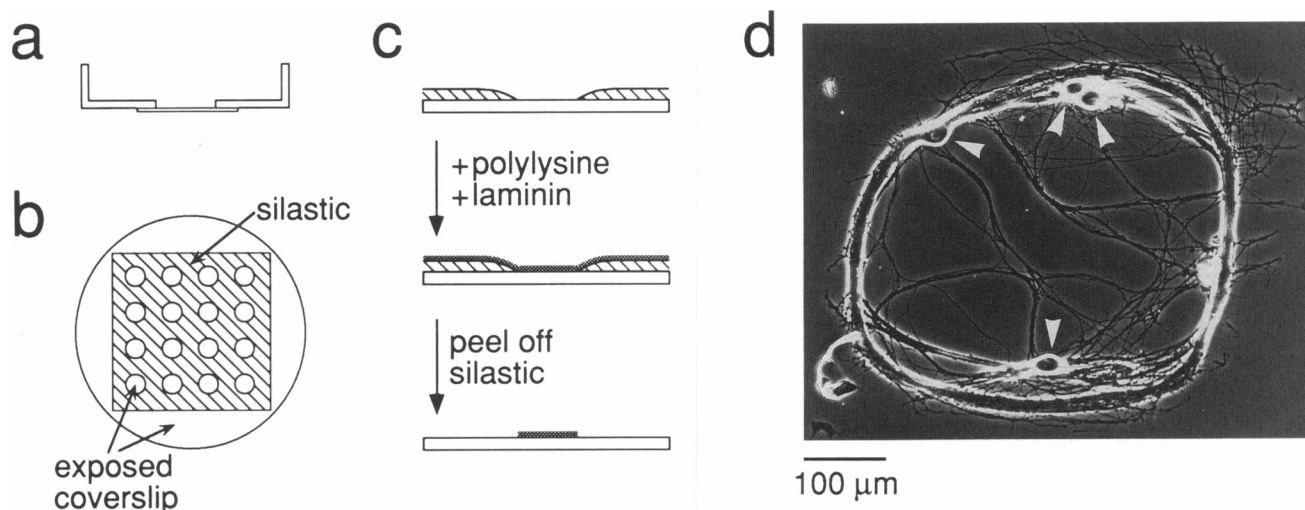 a
b
silastic
exposed
coverslip
c
+polylysine
+laminin
peel off
silastic
d
100 μm